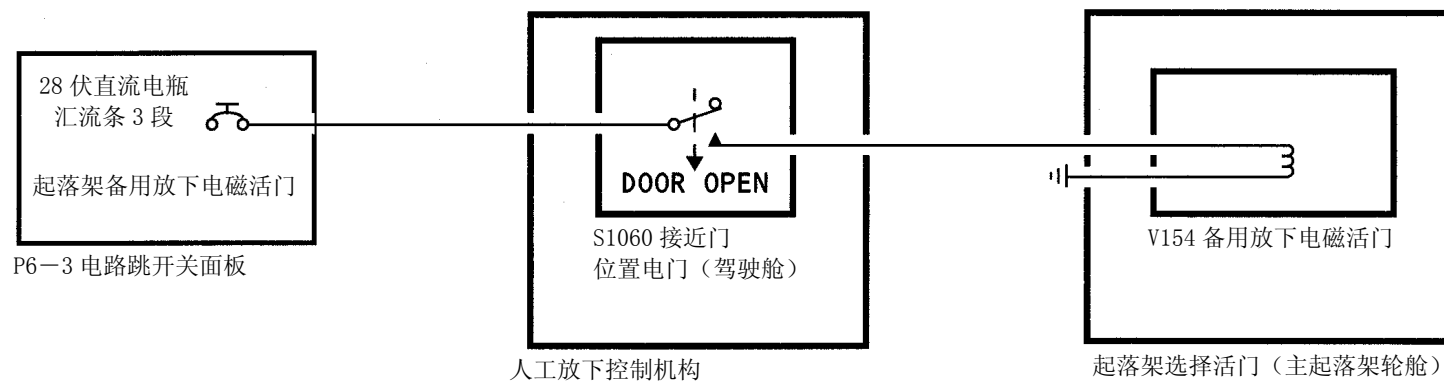 28 伏直流电瓶
汇流条 3 段
起落架备用放下电磁活门
P6－3 电路跳开关面板
DOOR OPEN
S1060 接近门
位置电门（驾驶舱）
人工放下控制机构
V154 备用放下电磁活门
起落架选择活门（主起落架轮舱）